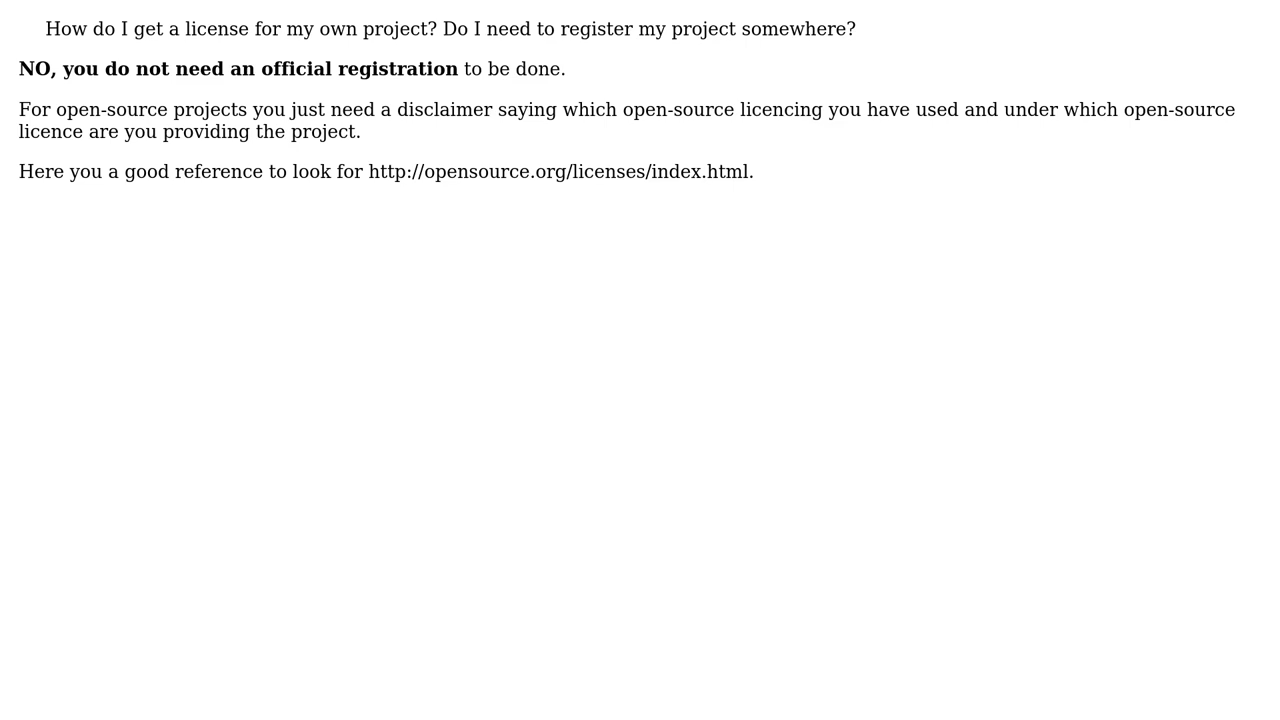 How do I get a license for my own project? Do I need to register my project somewhere?
NO, you do not need an official registration to be done.
For open-source projects you just need a disclaimer saying which open-source licencing you have used and under which open-source
licence are you providing the project.
Here you a good reference to look for http://opensource.org/licenses/index.html.